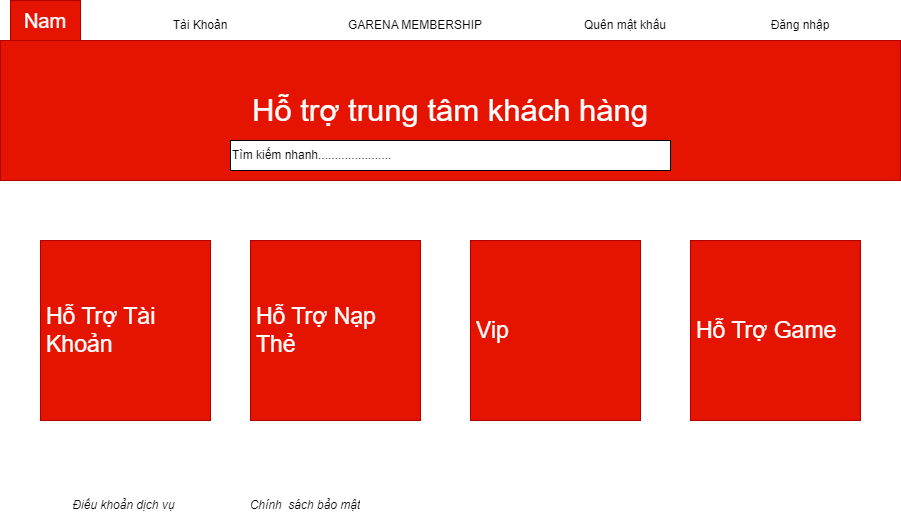 Nam
Tài Khoản
GARENA MEMBERSHIP
Quên mật khẩu
Đăng nhập
Hỗ trợ trung tâm khách hàng
Tìm kiếm nhanh......................
Hỗ Trợ Tài
Khoản
Hỗ Trợ Nạp
Thẻ
Vip
Hỗ Trợ Game
Điều khoản dịch vụ
Chính  sách bảo mật